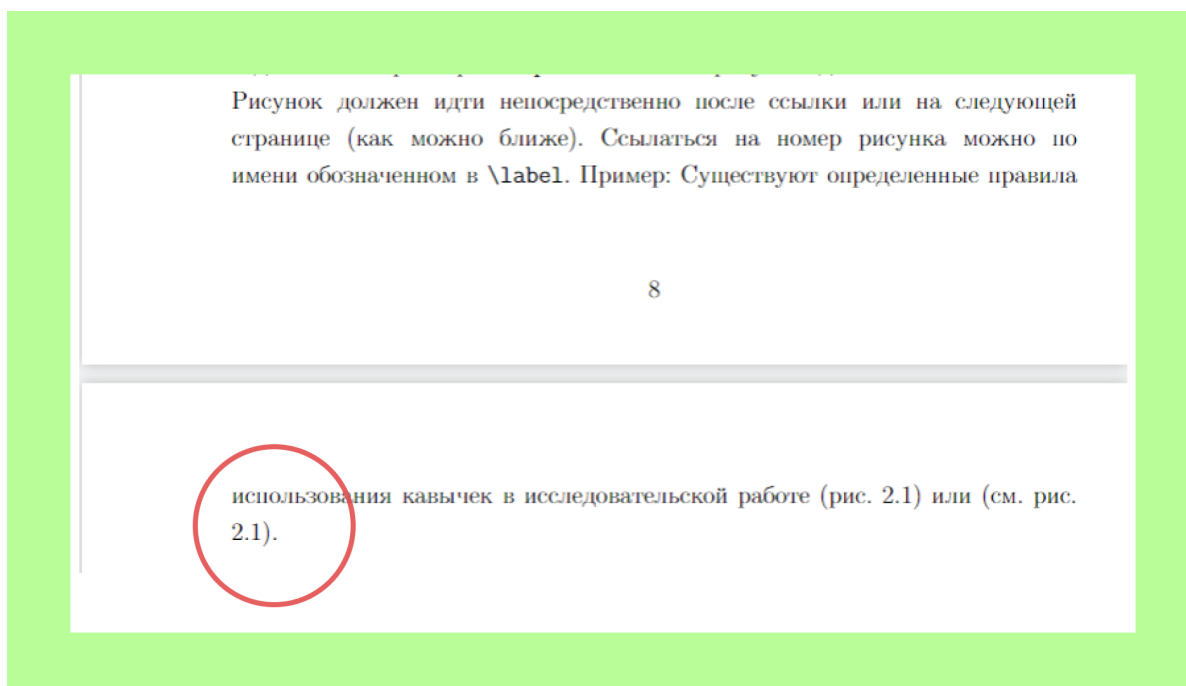 Рисунок должен идти непосредственно после ссылки или на следующей
странице (как можно ближе). Ссылаться на номер рисунка можно по
имени обозначенном в \label. Пример: Существуют определенные правила
8
использования кавычек в исследовательской работе (рис. 2.1) или (см. рис.
2.1).